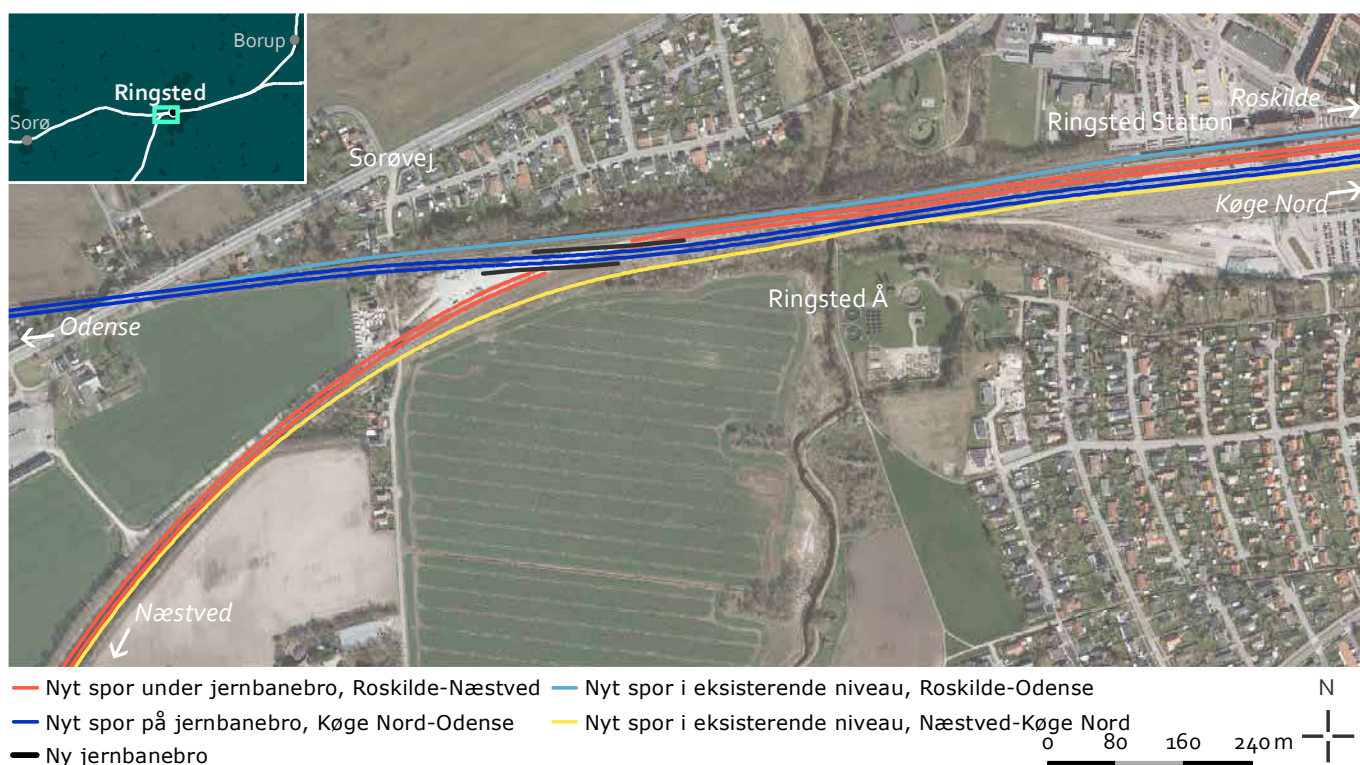 Borup
Ringsted
Sorø
Roskilde
Ringsted Station
Sorøvej
Køge Nord
Ringsted Å
Odense
Næstved
Nyt spor under jernbanebro, Roskilde-Næstved
Nyt spor i eksisterende niveau, Roskilde-Odense
N
Nyt spor på jernbanebro, Køge Nord-Odense
Nyt spor i eksisterende niveau, Næstved-Køge Nord
Ny jernbanebro
0 80 160 240 m